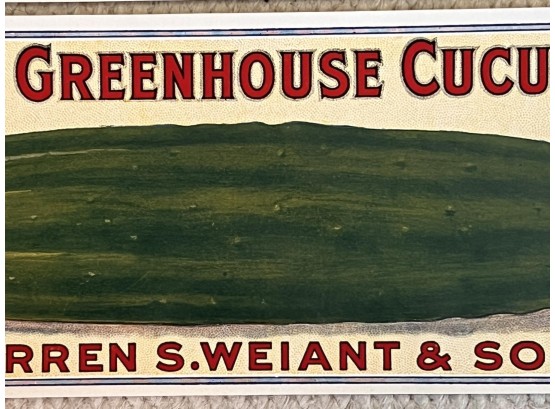 GREENHOUSE CUCU
RREN S. WEIANT & SO